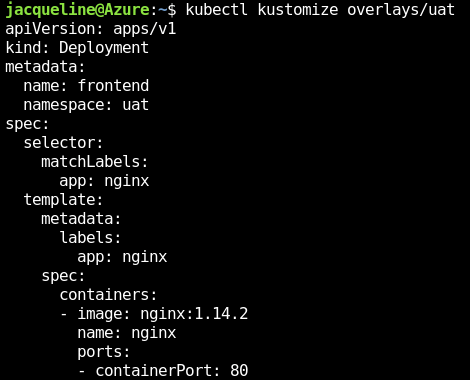 jacqueline@Azure:~$ kubectl kustomize overlays/uat
apiVersion: apps/v1
kind: Deployment
metadata:
  name: frontend
  namespace: uat
spec:
  selector:
    matchLabels:
      app: nginx
  template:
    metadata:
      labels:
        app: nginx
    spec:
      containers:
      - image: nginx:1.14.2
        name: nginx
        ports:
        - containerPort: 80